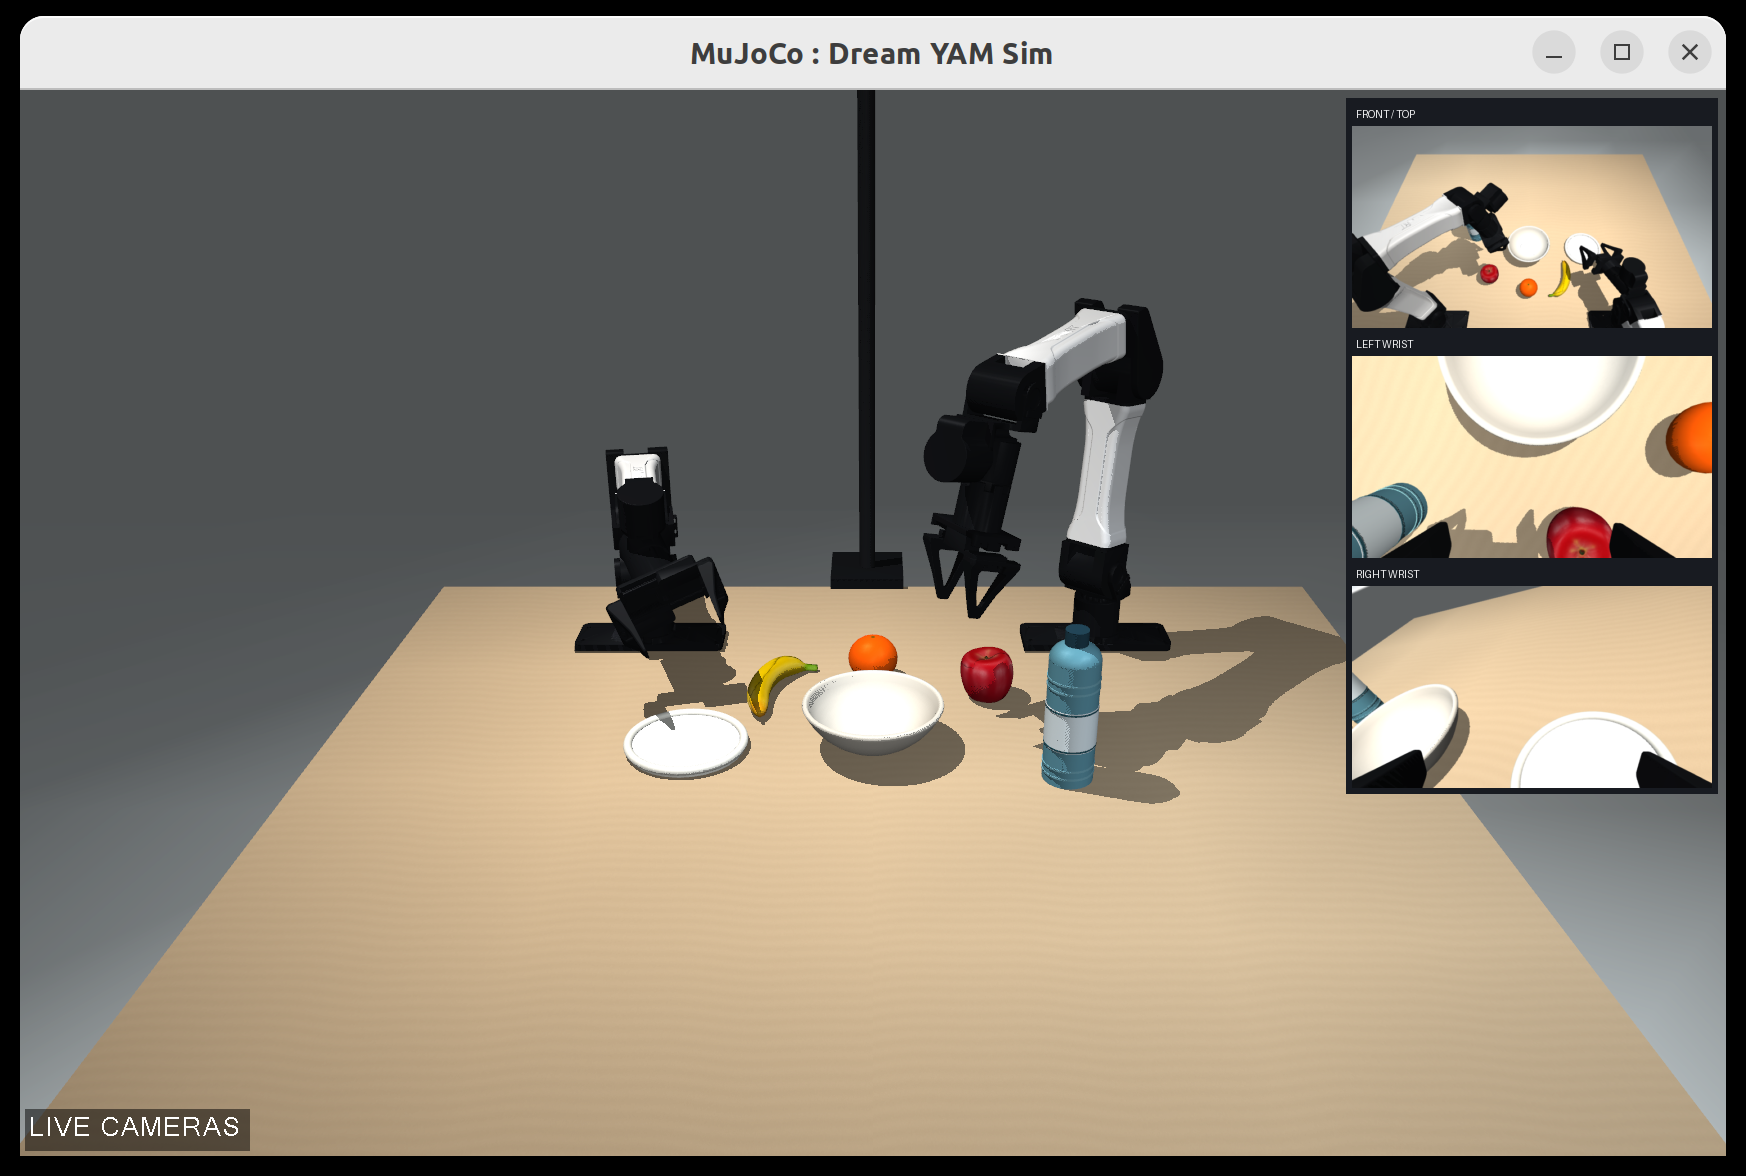 MuJoCo : Dream YAM Sim
FRONT / TOP
LEFT WRIST
RIGHT WRIST
LIVE CAMERAS